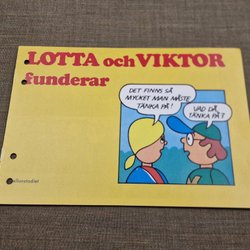 LOTTA och VIKTOR
funderar
DET FINNS SÅ
MYCKET MAN MÅSTE
TÄNKA PÅ!
VAD DÅ,
TÄNKA PÅ?